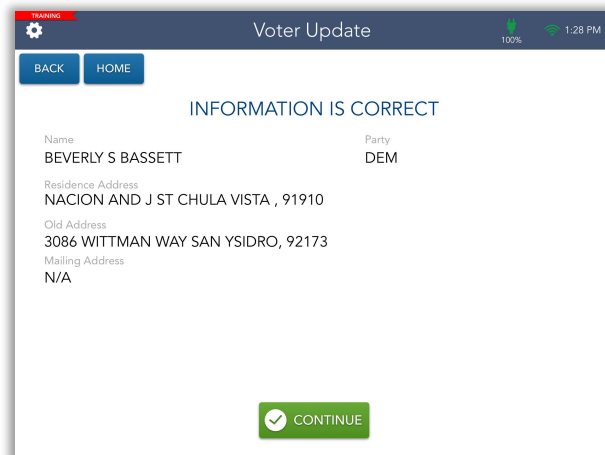 TRAINING
Voter Update
100%
1:28 PM
BACK HOME
INFORMATION IS CORRECT
Name Party
BEVERLY S BASSETT DEM
Residence Address
NACION AND J ST CHULA VISTA , 91910
Old Address
3086 WITTMAN WAY SAN YSIDRO, 92173
Mailing Address
N/A
CONTINUE